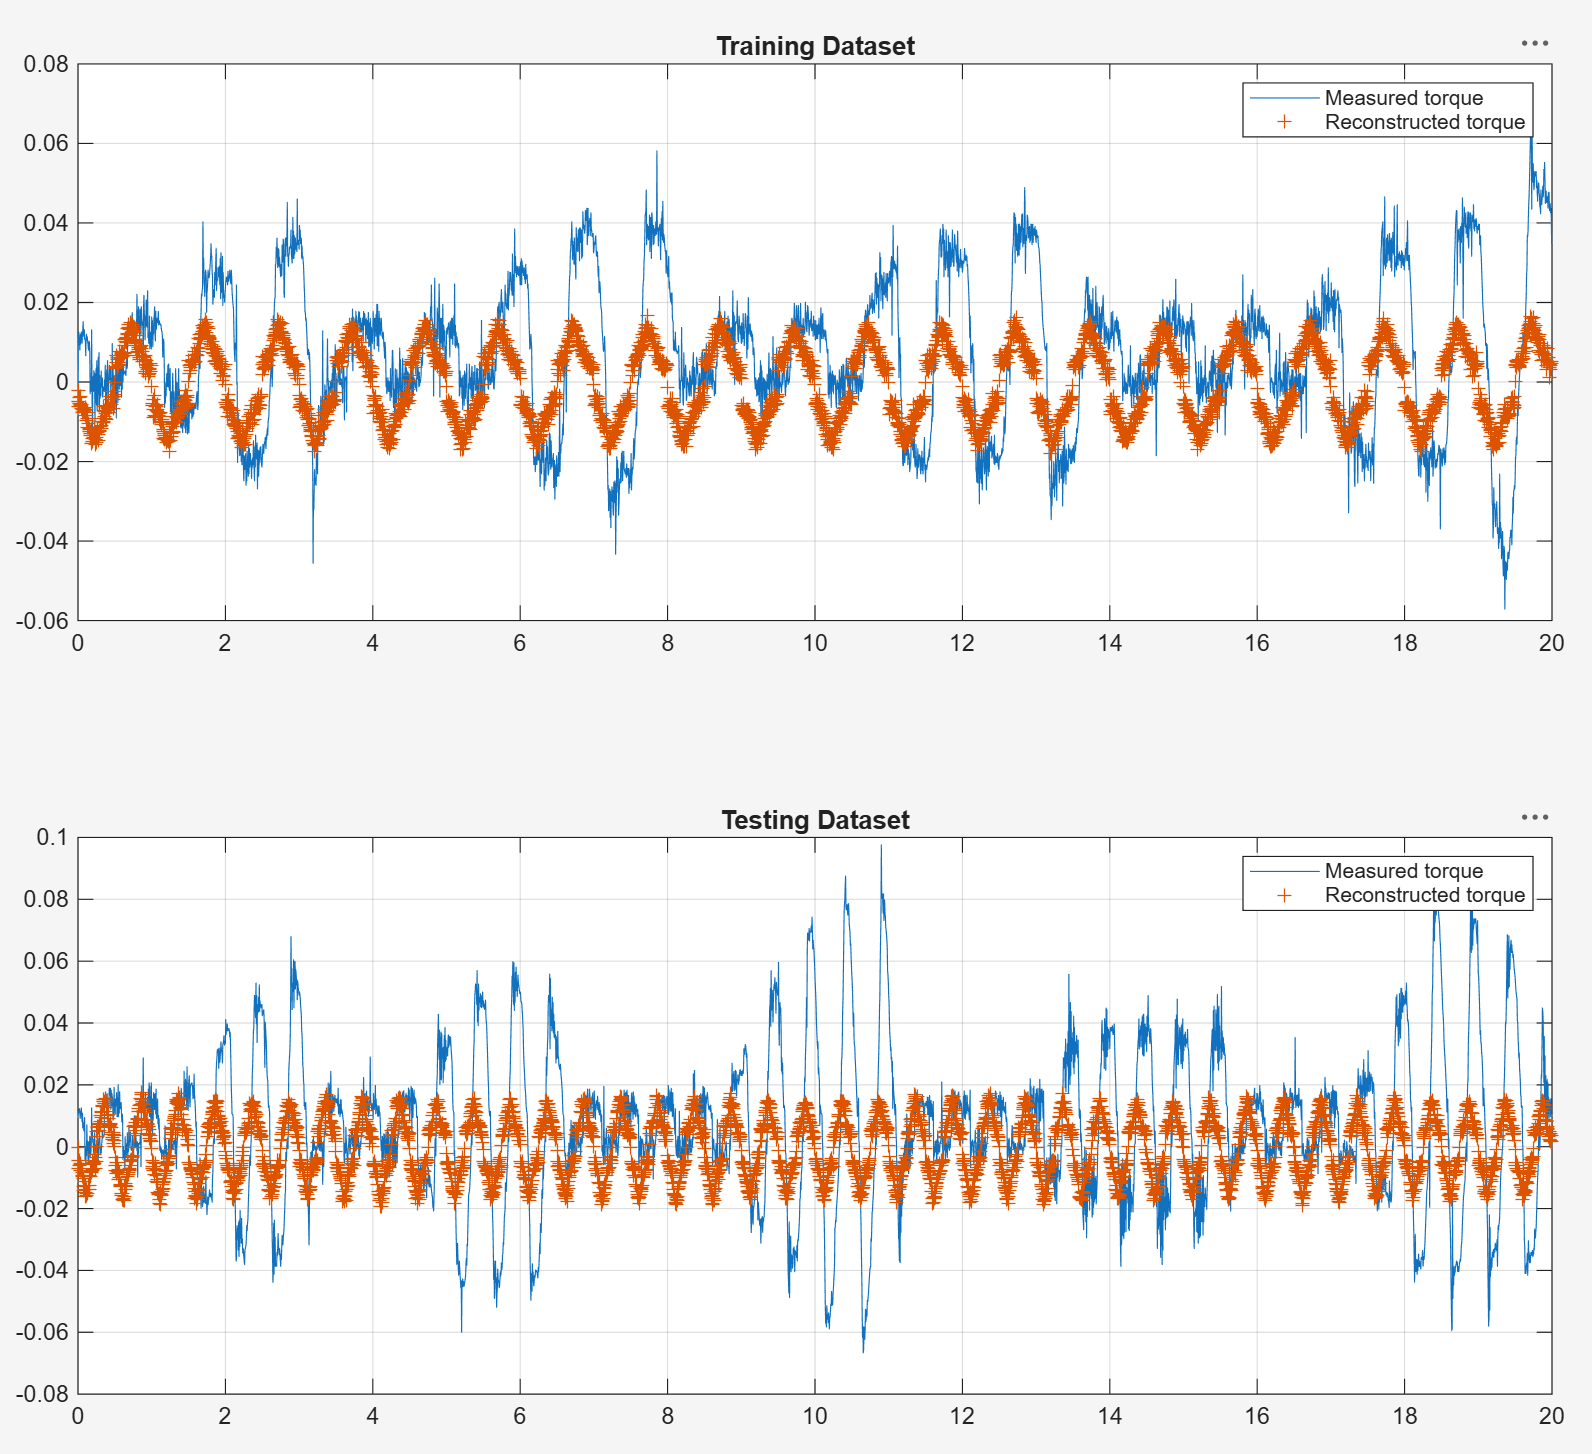 Training Dataset
0.08
0.06
0.04
0.02
0
-0.02
-0.04
-0.06
Measured torque
Reconstructed torque
0 2 4 6 8 10 12 14 16 18 20
Testing Dataset
0.1
0.08
0.06
0.04
0.02
0
-0.02
-0.04
-0.06
-0.08
Measured torque
Reconstructed torque
0 2 4 6 8 10 12 14 16 18 20